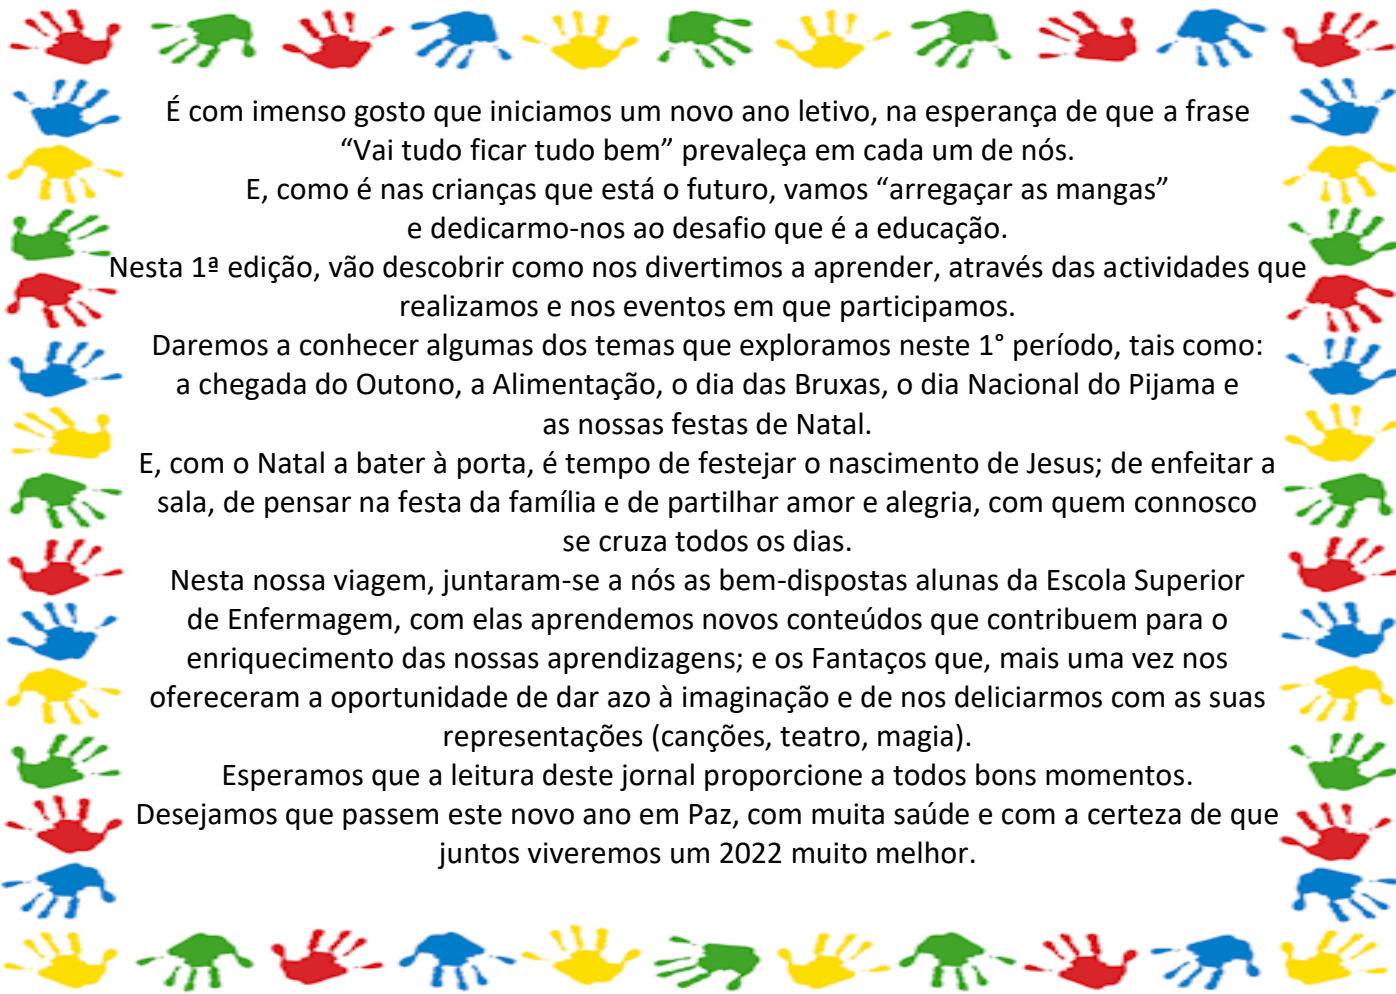 É com imenso gosto que iniciamos um novo ano letivo, na esperança de que a frase
“Vai tudo ficar tudo bem” prevaleça em cada um de nós.
E, como é nas crianças que está o futuro, vamos “arregaçar as mangas”
e dedicarmo-nos ao desafio que é a educação.
Nesta 1ª edição, vão descobrir como nos divertimos a aprender, através das actividades que
realizamos e nos eventos em que participamos.
Daremos a conhecer algumas dos temas que exploramos neste 1° período, tais como:
a chegada do Outono, a Alimentação, o dia das Bruxas, o dia Nacional do Pijama e
as nossas festas de Natal.
E, com o Natal a bater à porta, é tempo de festejar o nascimento de Jesus; de enfeitar a
sala, de pensar na festa da família e de partilhar amor e alegria, com quem connosco
se cruza todos os dias.
Nesta nossa viagem, juntaram-se a nós as bem-dispostas alunas da Escola Superior
de Enfermagem, com elas aprendemos novos conteúdos que contribuem para o
enriquecimento das nossas aprendizagens; e os Fantaços que, mais uma vez nos
ofereceram a oportunidade de dar azo à imaginação e de nos deliciarmos com as suas
representações (canções, teatro, magia).
Esperamos que a leitura deste jornal proporcione a todos bons momentos.
Desejamos que passem este novo ano em Paz, com muita saúde e com a certeza de que
juntos viveremos um 2022 muito melhor.